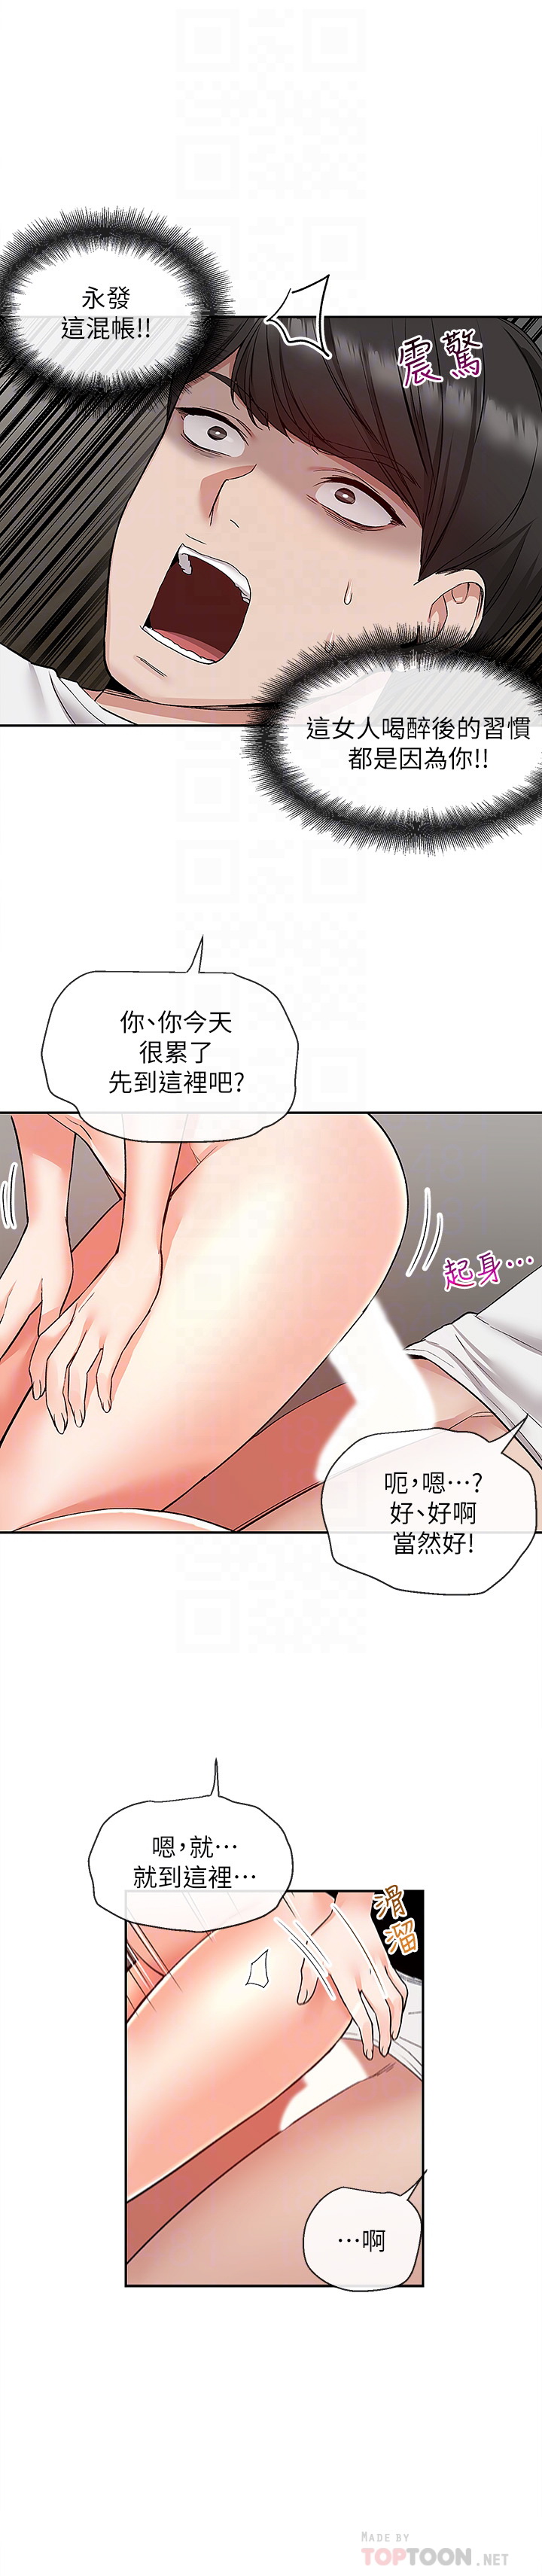 永發
這混帳!!
震驚
這女人喝醉後的習慣
都是因為你!!
你、你今天
很累了
先到這裡吧?
起身⋯
呃，嗯⋯?
好、好啊
當然好!
嗯，就⋯
就到這裡⋯
滑溜
⋯啊
MADE BY
TOPTOON.NET